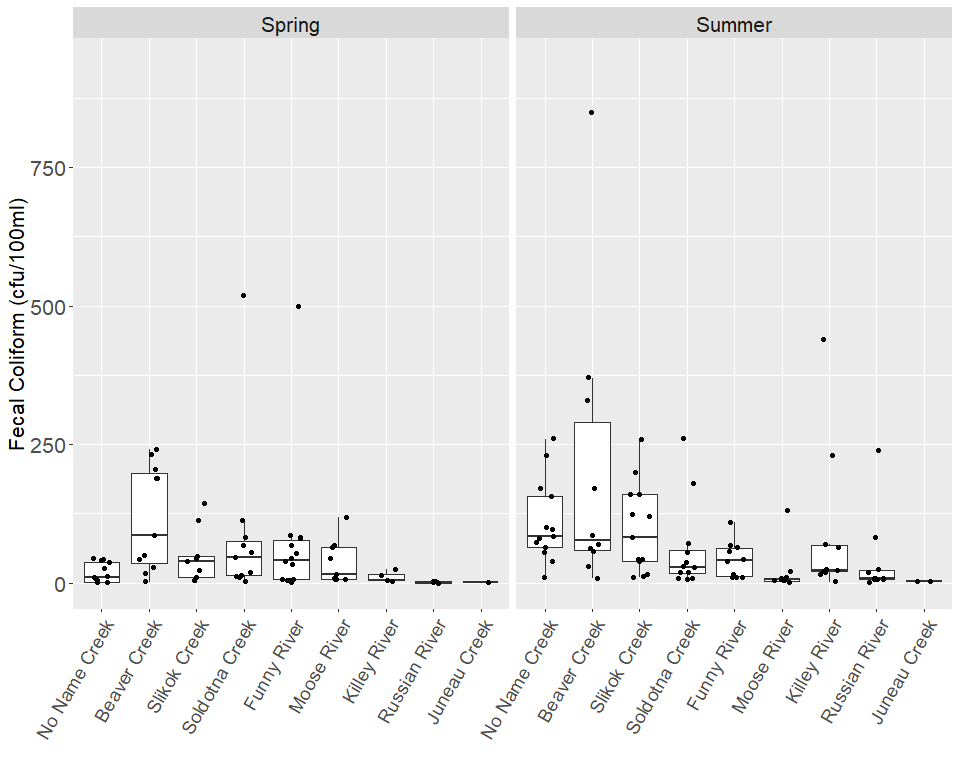 Spring
Summer
Fecal Coliform (cfu/100ml)
750
500
250
0
No Name Creek
Beaver Creek
Slikok Creek
Soldotna Creek
Funny River
Moose River
Killey River
Russian River
Juneau Creek
No Name Creek
Beaver Creek
Slikok Creek
Soldotna Creek
Funny River
Moose River
Killey River
Russian River
Juneau Creek